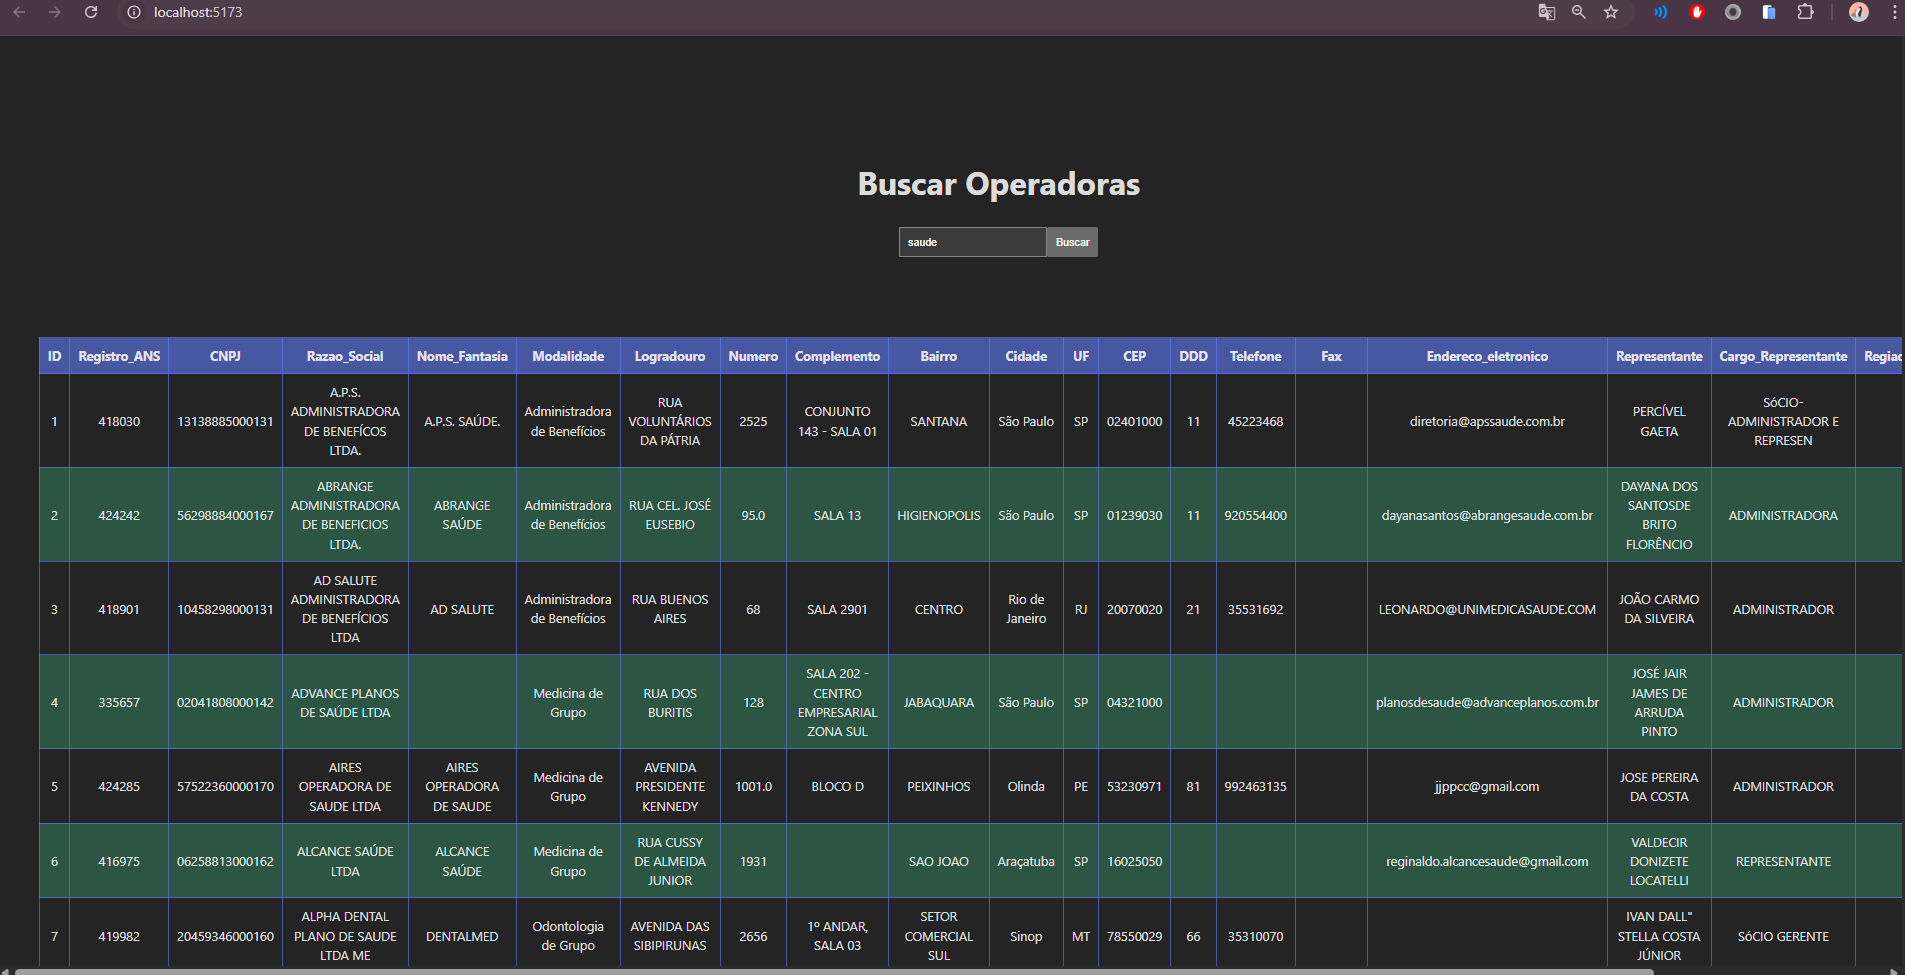 localhost:5173
Buscar Operadoras
saude Buscar
ID Registro_ANS CNPJ Razao_Social Nome_Fantasia Modalidade Logradouro Numero Complemento Bairro Cidade UF CEP DDD Telefone Fax Endereco_eletronico Representante Cargo_Representante Regiac
1 418030 13138885000131 A.P.S. ADMINISTRADORA DE BENEFÍCOS LTDA. A.P.S. SAÚDE. Administradora de Benefícios RUA VOLUNTÁRIOS DA PÁTRIA 2525 CONJUNTO 143 - SALA 01 SANTANA São Paulo SP 02401000 11 45223468 diretoria@apssaude.com.br PERCÍVEL GAETA SóCIO-ADMINISTRADOR E REPRESEN
2 424242 56298884000167 ABRANGE ADMINISTRADORA DE BENEFICIOS LTDA. ABRANGE SAÚDE Administradora de Benefícios RUA CEL. JOSÉ EUSEBIO 95.0 SALA 13 HIGIENOPOLIS São Paulo SP 01239030 11 920554400 dayanasantos@abrangesaude.com.br DAYANA DOS SANTOSDE BRITO FLORÊNCIO ADMINISTRADORA
3 418901 10458298000131 AD SALUTE ADMINISTRADORA DE BENEFÍCIOS LTDA AD SALUTE Administradora de Benefícios RUA BUENOS AIRES 68 SALA 2901 CENTRO Rio de Janeiro RJ 20070020 21 35531692 LEONARDO@UNIMEDICASAUDE.COM JOÃO CARMO DA SILVEIRA ADMINISTRADOR
4 335657 02041808000142 ADVANCE PLANOS DE SAÚDE LTDA Medicina de Grupo RUA DOS BURITIS 128 SALA 202 - CENTRO EMPRESARIAL ZONA SUL JABAQUARA São Paulo SP 04321000 planosdesaude@advanceplanos.com.br JOSÉ JAIR JAMES DE ARRUDA PINTO ADMINISTRADOR
5 424285 57522360000170 AIRES OPERADORA DE SAUDE LTDA AIRES OPERADORA DE SAUDE Medicina de Grupo AVENIDA PRESIDENTE KENNEDY 1001.0 BLOCO D PEIXINHOS Olinda PE 53230971 81 992463135 jjppcc@gmail.com JOSE PEREIRA DA COSTA ADMINISTRADOR
6 416975 06258813000162 ALCANCE SAÚDE LTDA ALCANCE SAÚDE Medicina de Grupo RUA CUSSY DE ALMEIDA JUNIOR 1931 SAO JOAO Araçatuba SP 16025050 reginaldo.alcancesaude@gmail.com VALDECIR DONIZETE LOCATELLI REPRESENTANTE
7 419982 20459346000160 ALPHA DENTAL PLANO DE SAUDE LTDA ME DENTALMED Odontologia de Grupo AVENIDA DAS SIBIPIRUNAS 2656 1º ANDAR, SALA 03 SETOR COMERCIAL SUL Sinop MT 78550029 66 35310070 IVAN DALL" STELLA COSTA JÚNIOR SóCIO GERENTE